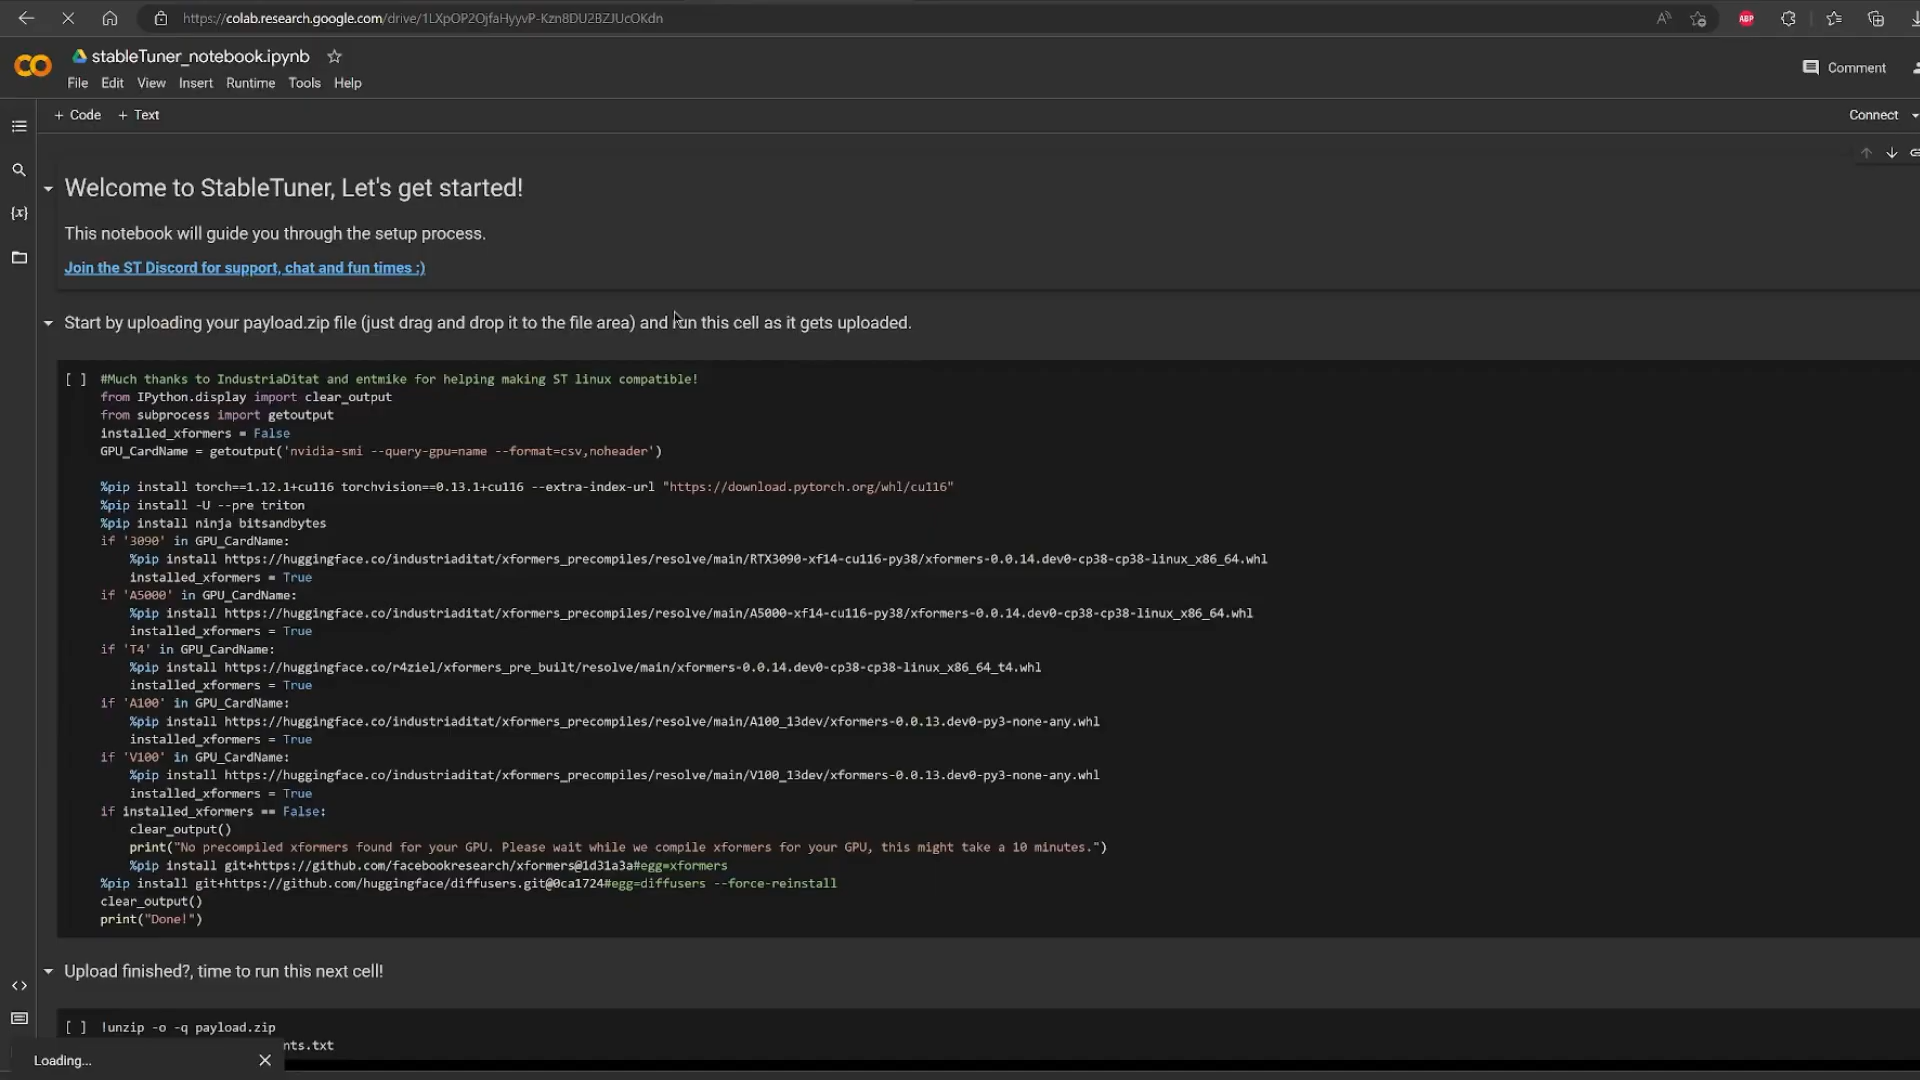 https://colab.research.google.com/drive/1LXpOP2OjfaHyyvP-Kzn8DU2BZJUcOKdn
ABP
stableTuner_notebook.ipynb
File Edit View Insert Runtime Tools Help
Comment
+ Code + Text
Connect
Welcome to StableTuner, Let's get started!
This notebook will guide you through the setup process.
Join the ST Discord for support, chat and fun times :)
Start by uploading your payload.zip file (just drag and drop it to the file area) and run this cell as it gets uploaded.
[ ] #Much thanks to IndustriaDitat and entmike for helping making ST linux compatible!
from IPython.display import clear_output
from subprocess import getoutput
installed_xformers = False
GPU_CardName = getoutput('nvidia-smi --query-gpu=name --format=csv,noheader')
%pip install torch==1.12.1+cu116 torchvision==0.13.1+cu116 --extra-index-url "https://download.pytorch.org/whl/cu116"
%pip install -U --pre triton
%pip install ninja bitsandbytes
if '3090' in GPU_CardName:
%pip install https://huggingface.co/industriaditat/xformers_precompiles/resolve/main/RTX3090-xf14-cu116-py38/xformers-0.0.14.dev0-cp38-cp38-linux_x86_64.whl
installed_xformers = True
if 'A5000' in GPU_CardName:
%pip install https://huggingface.co/industriaditat/xformers_precompiles/resolve/main/A5000-xf14-cu116-py38/xformers-0.0.14.dev0-cp38-cp38-linux_x86_64.whl
installed_xformers = True
if 'T4' in GPU_CardName:
%pip install https://huggingface.co/r4ziel/xformers_pre_built/resolve/main/xformers-0.0.14.dev0-cp38-cp38-linux_x86_64_t4.whl
installed_xformers = True
if 'A100' in GPU_CardName:
%pip install https://huggingface.co/industriaditat/xformers_precompiles/resolve/main/A100_13dev/xformers-0.0.13.dev0-py3-none-any.whl
installed_xformers = True
if 'V100' in GPU_CardName:
%pip install https://huggingface.co/industriaditat/xformers_precompiles/resolve/main/V100_13dev/xformers-0.0.13.dev0-py3-none-any.whl
installed_xformers = True
if installed_xformers == False:
clear_output()
print("No precompiled xformers found for your GPU. Please wait while we compile xformers for your GPU, this might take a 10 minutes.")
%pip install git+https://github.com/facebookresearch/xformers@1d31a3a#egg=xformers
%pip install git+https://github.com/huggingface/diffusers.git@0ca1724#egg=diffusers --force-reinstall
clear_output()
print("Done!")
Upload finished?, time to run this next cell!
[ ] !unzip -o -q payload.zip
nts.txt
Loading...